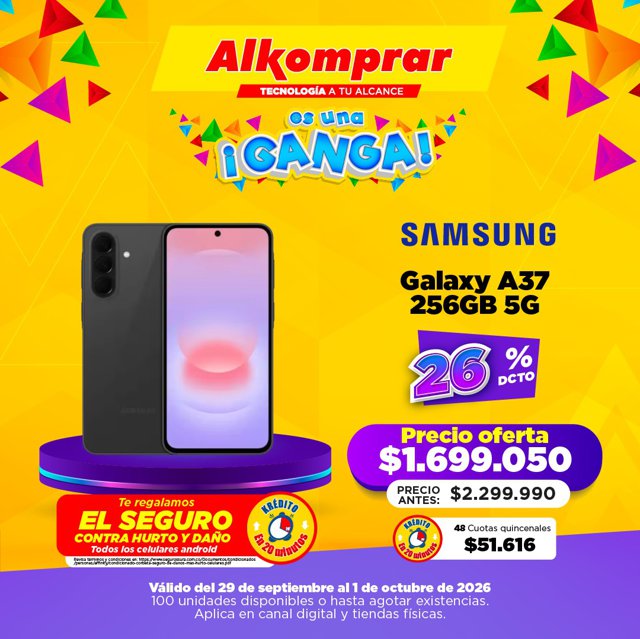 Alkomprar
TECNOLOGÍA A TU ALCANCE
es una
¡GANGA!
SAMSUNG
Galaxy A37
256GB 5G
26 %
DCTO
Precio oferta
$1.699.050
PRECIO
ANTES: $2.299.990
Te regalamos
EL SEGURO
CONTRA HURTO Y DAÑO
Todos los celulares android
KRÉDITO
En 20 minutos
KRÉDITO
En 20 minutos
48 Cuotas quincenales
$51.616
Válido del 29 de septiembre al 1 de octubre de 2026
100 unidades disponibles o hasta agotar existencias.
Aplica en canal digital y tiendas físicas.